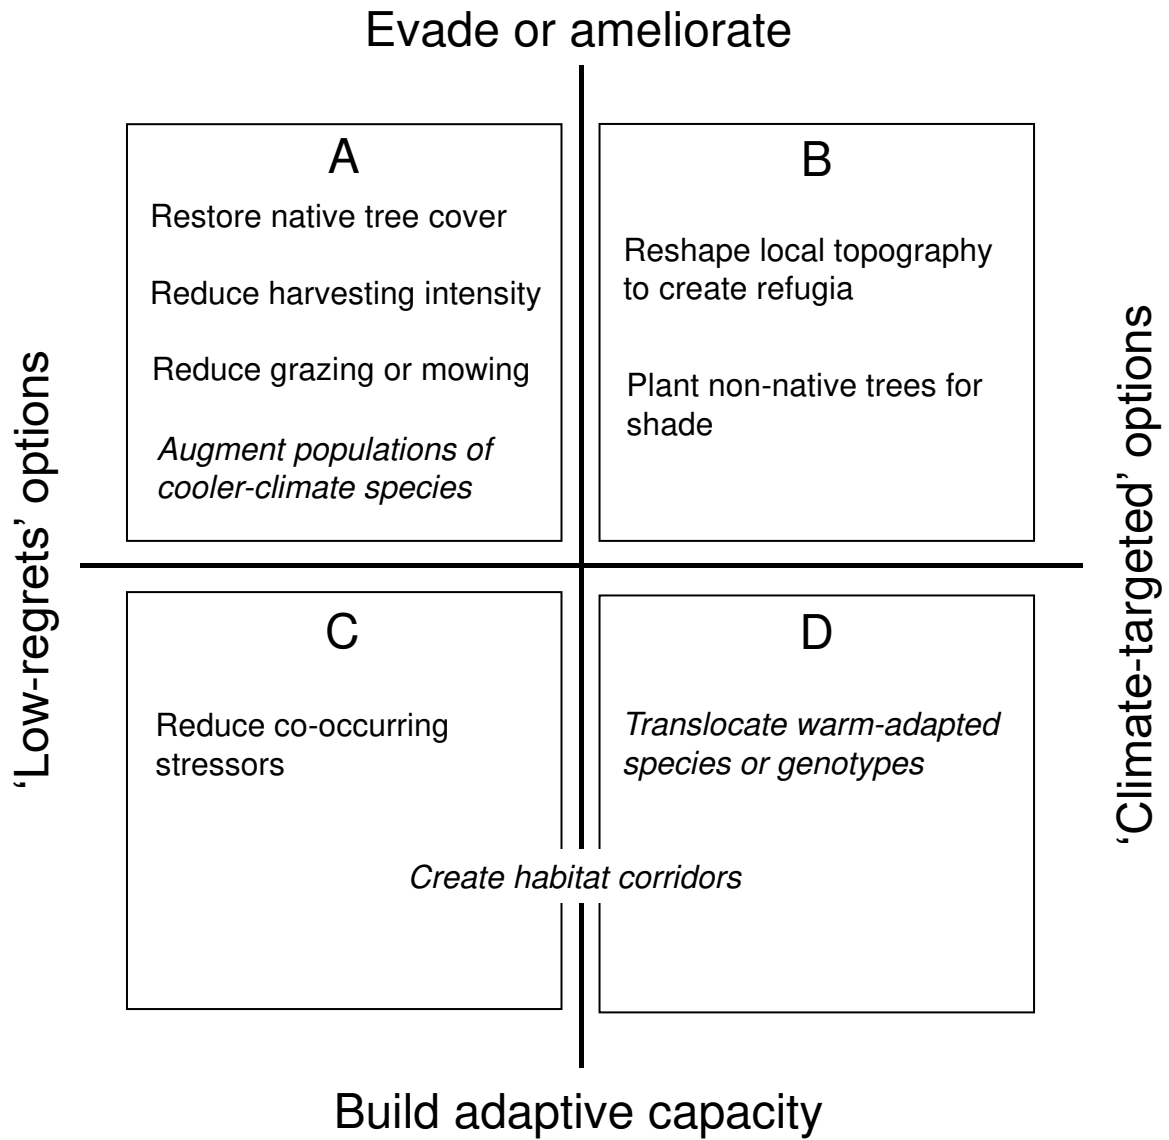 Evade or ameliorate
A
Restore native tree cover
Reduce harvesting intensity
Reduce grazing or mowing
Augment populations of
cooler-climate species
B
Reshape local topography
to create refugia
Plant non-native trees for
shade
‘Low-regrets’ options
‘Climate-targeted’ options
C
Reduce co-occurring
stressors
D
Translocate warm-adapted
species or genotypes
Create habitat corridors
Build adaptive capacity